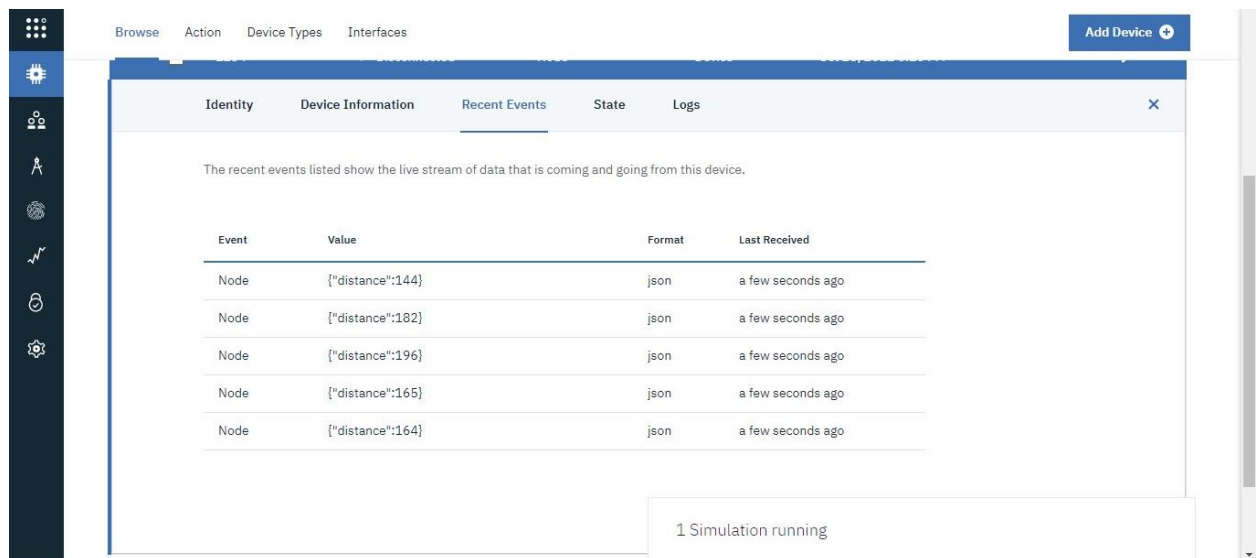 Browse Action Device Types Interfaces
Add Device
Identity Device Information Recent Events State Logs
The recent events listed show the live stream of data that is coming and going from this device.
Event Value Format Last Received
Node {"distance":144} json a few seconds ago
Node {"distance":182} json a few seconds ago
Node {"distance":196} json a few seconds ago
Node {"distance":165} json a few seconds ago
Node {"distance":164} json a few seconds ago
1 Simulation running